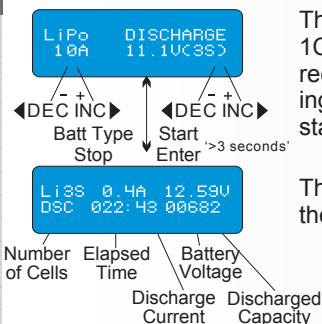 LiPo DISCHARGE
10A 11.1V(3S)
- + - +
◀DEC INC▶ ◀DEC INC▶
Batt Type Start
Stop Enter '>3 seconds'
Li3S 0.4A 12.59V
DSC 022:43 00682
Number of Cells
Elapsed Time
Battery Voltage
Discharge Current
Discharged Capacity
Th
1C
rec
ing
sta
Th
the